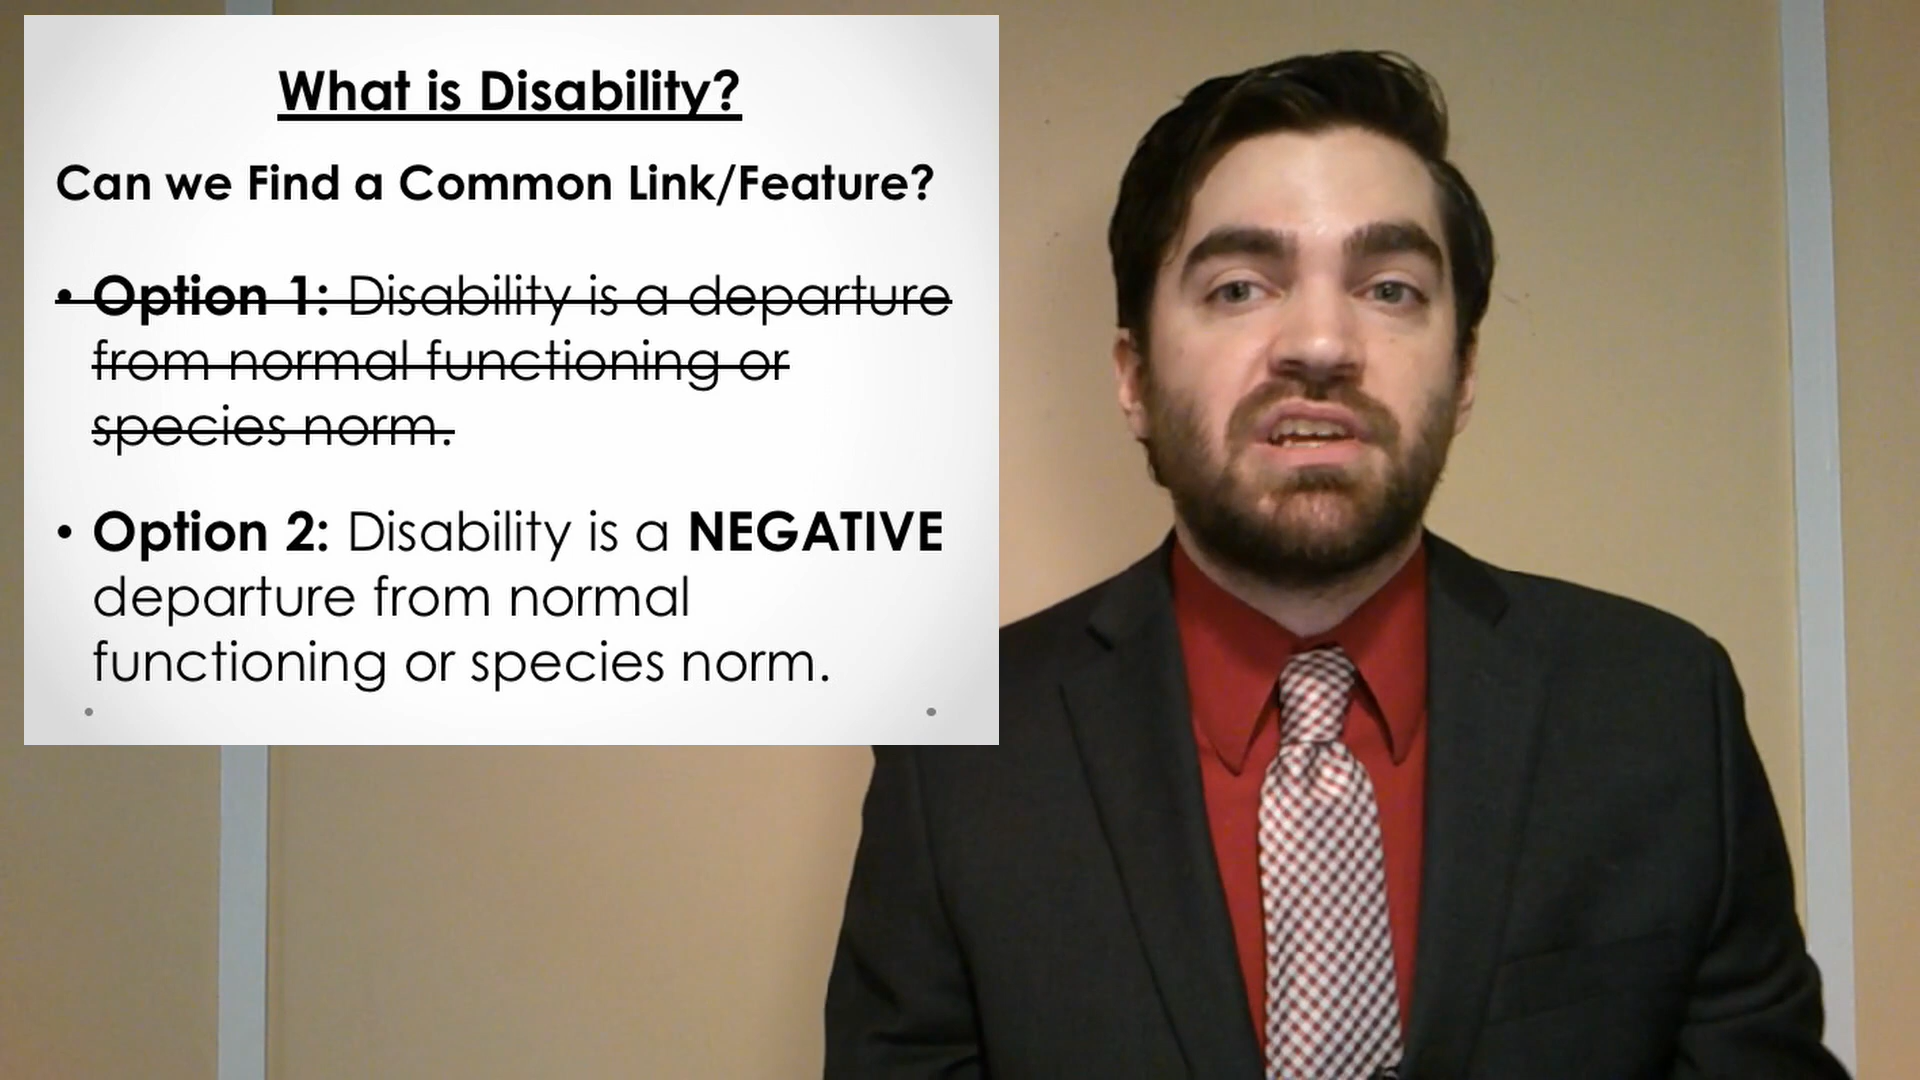 What is Disability?
Can we Find a Common Link/Feature?
• Option 1: Disability is a departure
from normal functioning or
species norm.
• Option 2: Disability is a NEGATIVE
departure from normal
functioning or species norm.